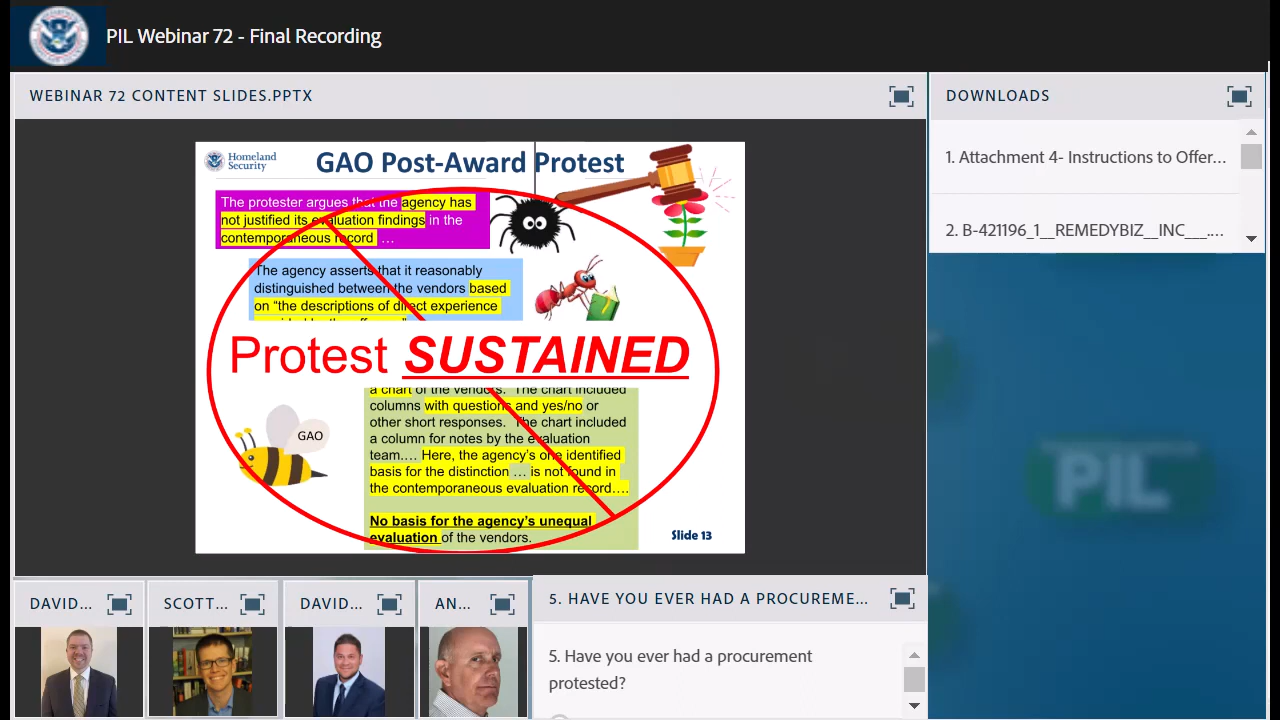 PIL Webinar 72 - Final Recording
WEBINAR 72 CONTENT SLIDES.PPTX
DOWNLOADS
Homeland
Security
GAO Post-Award Protest
The protester argues that the agency has
not justified its evaluation findings in the
contemporaneous record …
The agency asserts that it reasonably
distinguished between the vendors based
on “the descriptions of direct experience
Protest SUSTAINED
a chart of the vendors. The chart included
columns with questions and yes/no or
other short responses. The chart included
a column for notes by the evaluation
team…. Here, the agency’s one identified
basis for the distinction … is not found in
the contemporaneous evaluation record….
No basis for the agency’s unequal
evaluation of the vendors.
GAO
Slide 13
1. Attachment 4- Instructions to Offer...
2. B-421196_1__REMEDYBIZ__INC___....
PIL
DAVID...
SCOTT...
DAVID...
AN...
5. HAVE YOU EVER HAD A PROCUREME...
5. Have you ever had a procurement
protested?